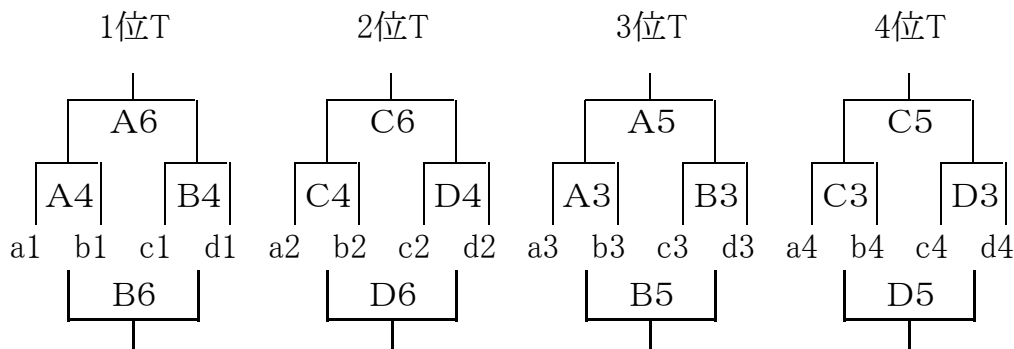 1位T 2位T 3位T 4位T
A6 C6 A5 C5
A4 B4 C4 D4 A3 B3 C3 D3
a1 b1 c1 d1 a2 b2 c2 d2 a3 b3 c3 d3 a4 b4 c4 d4
B6 D6 B5 D5